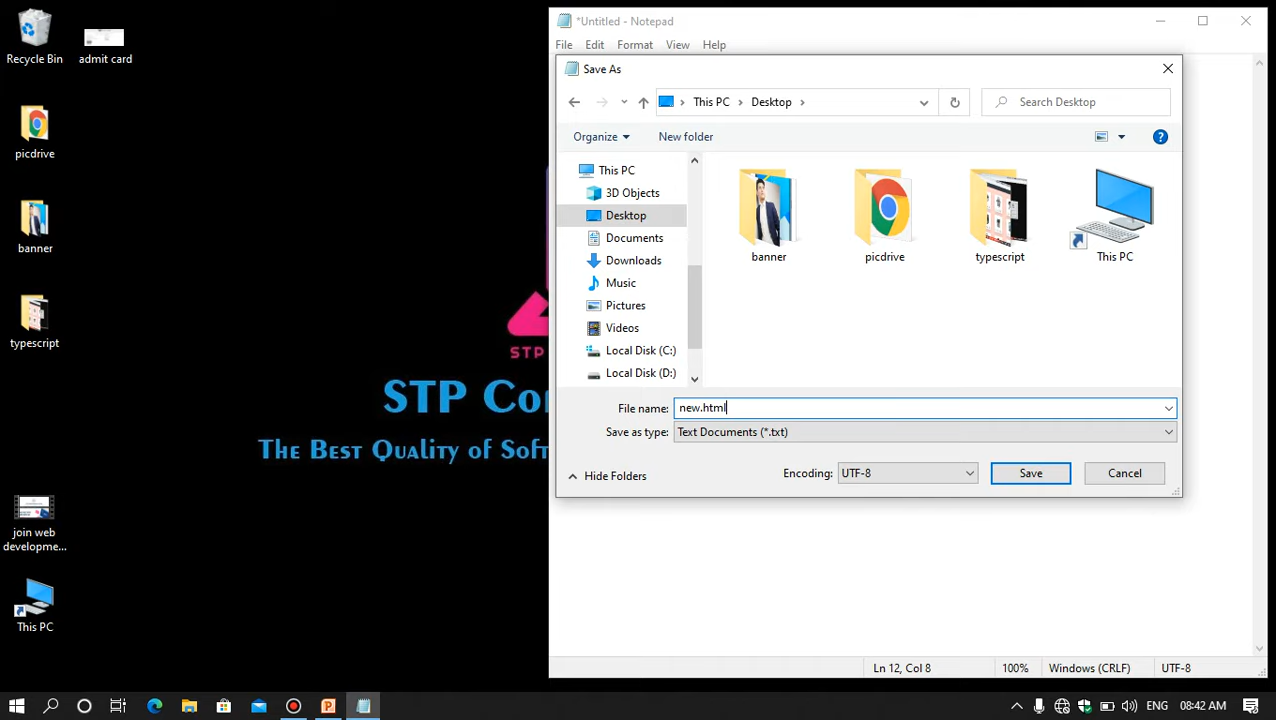 Recycle Bin
admit card
picdrive
banner
typescript
join web
developme...
This PC
STP
STP Co
The Best Quality of Sof
*Untitled - Notepad
File Edit Format View Help
Save As
This PC Desktop
Search Desktop
Organize New folder
This PC
3D Objects
Desktop
Documents
Downloads
Music
Pictures
Videos
Local Disk (C:)
Local Disk (D:)
banner
picdrive
typescript
This PC
File name: new.html
Save as type: Text Documents (*.txt)
Hide Folders
Encoding: UTF-8
Save
Cancel
Ln 12, Col 8 100% Windows (CRLF) UTF-8
ENG 08:42 AM